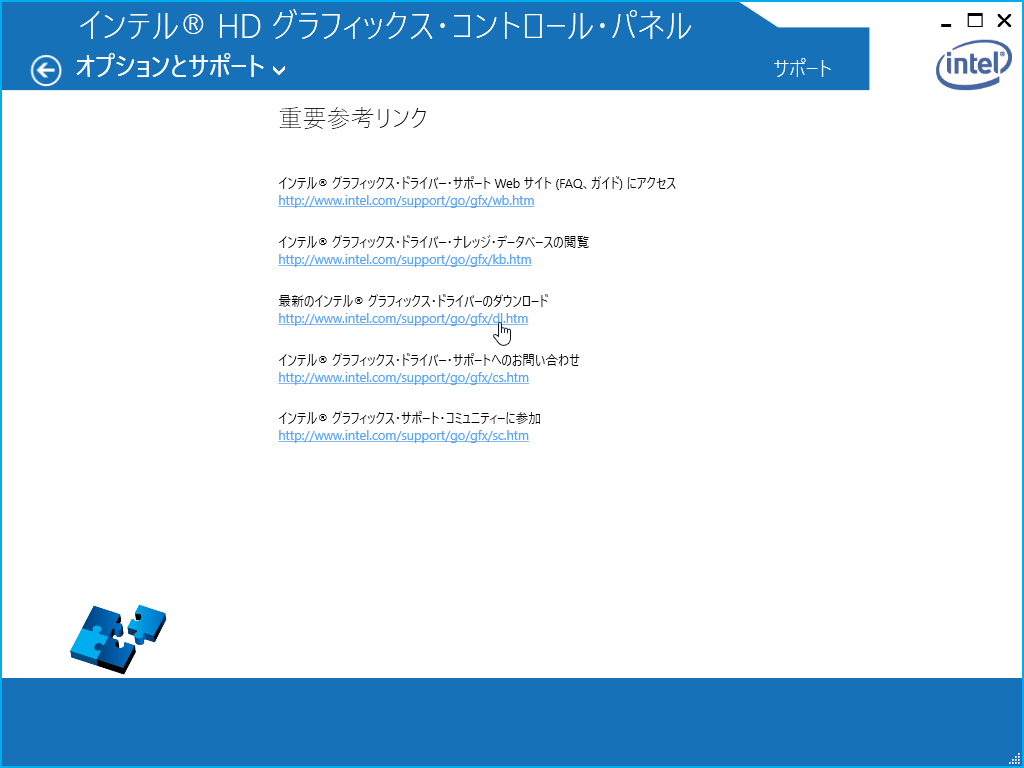 インテル® HD グラフィックス・コントロール・パネル
オプションとサポート
サポート
intel®
重要参考リンク
インテル® グラフィックス・ドライバー・サポート Web サイト (FAQ、ガイド) にアクセス
http://www.intel.com/support/go/gfx/wb.htm
インテル® グラフィックス・ドライバー・ナレッジ・データベースの閲覧
http://www.intel.com/support/go/gfx/kb.htm
最新のインテル® グラフィックス・ドライバーのダウンロード
http://www.intel.com/support/go/gfx/dl.htm
インテル® グラフィックス・ドライバー・サポートへのお問い合わせ
http://www.intel.com/support/go/gfx/cs.htm
インテル® グラフィックス・サポート・コミュニティーに参加
http://www.intel.com/support/go/gfx/sc.htm